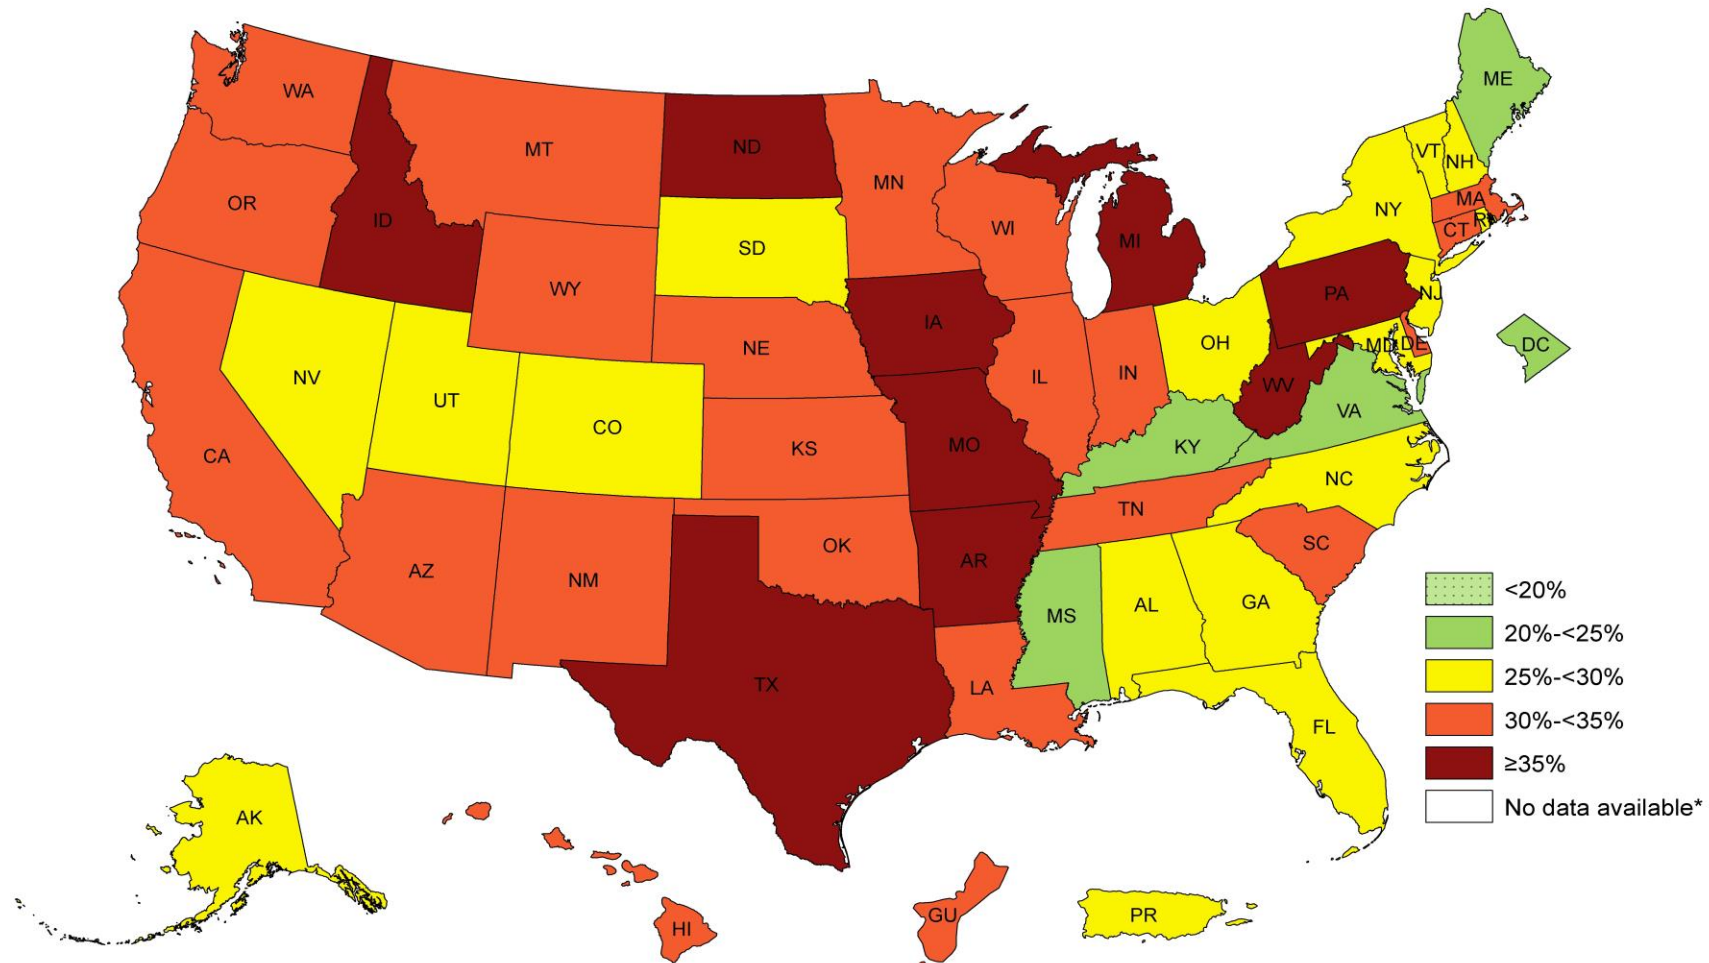 ME
WA
MT
ND
MN
VT
NH
OR
ID
WI
NY
MA
RI
CT
MI
SD
WY
IA
PA
NJ
NE
OH
MD
DE
DC
NV
UT
CO
IL
IN
WV
VA
CA
KS
MO
KY
NC
TN
AZ
NM
OK
AR
SC
MS
AL
GA
TX
LA
FL
<20%
20%-<25%
25%-<30%
30%-<35%
≥35%
No data available*
AK
HI
GU
PR